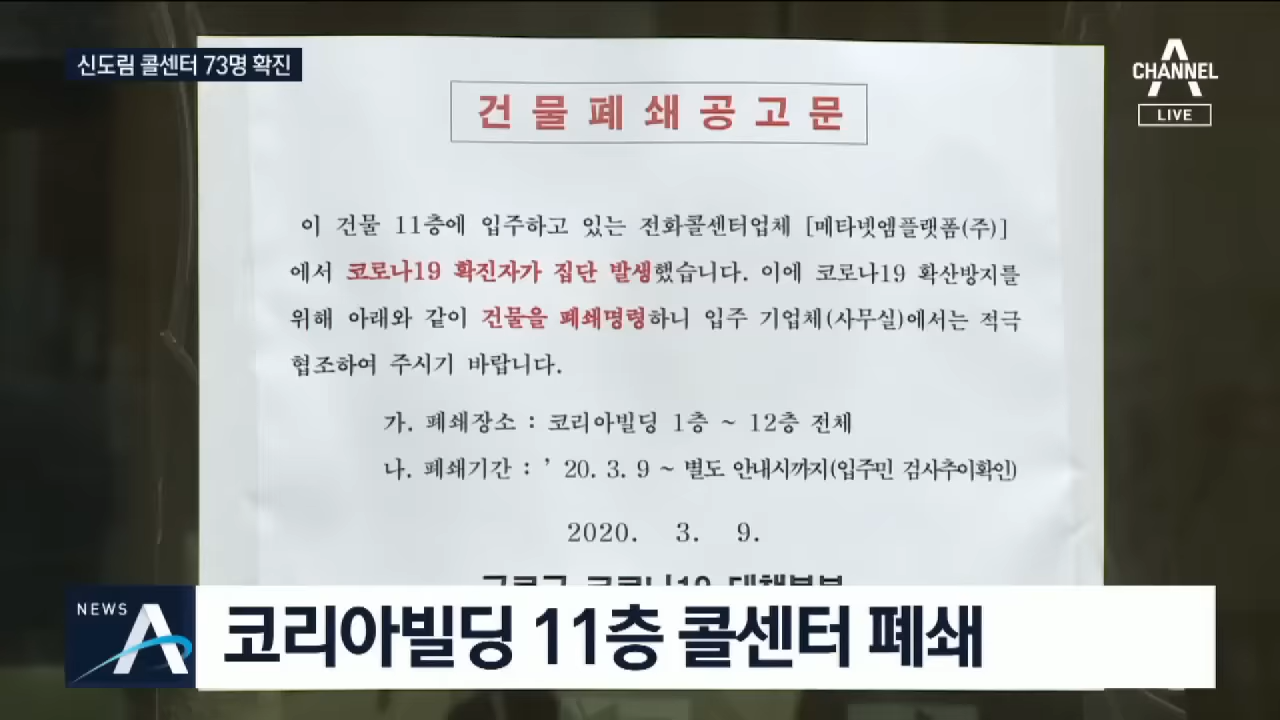 신도림 콜센터 73명 확진
CHANNEL
LIVE
건물폐쇄공고문
이 건물 11층에 입주하고 있는 전화콜센터업체 [메타넷엠플랫폼(주)]
에서 코로나19 확진자가 집단 발생했습니다. 이에 코로나19 확산방지를
위해 아래와 같이 건물을 폐쇄명령하니 입주 기업체(사무실)에서는 적극
협조하여 주시기 바랍니다.
가. 폐쇄장소 : 코리아빌딩 1층 ~ 12층 전체
나. 폐쇄기간 : ' 20. 3. 9 ~ 별도 안내시까지(입주민 검사추이확인)
2020. 3. 9.
NEWS A
코리아빌딩 11층 콜센터 폐쇄